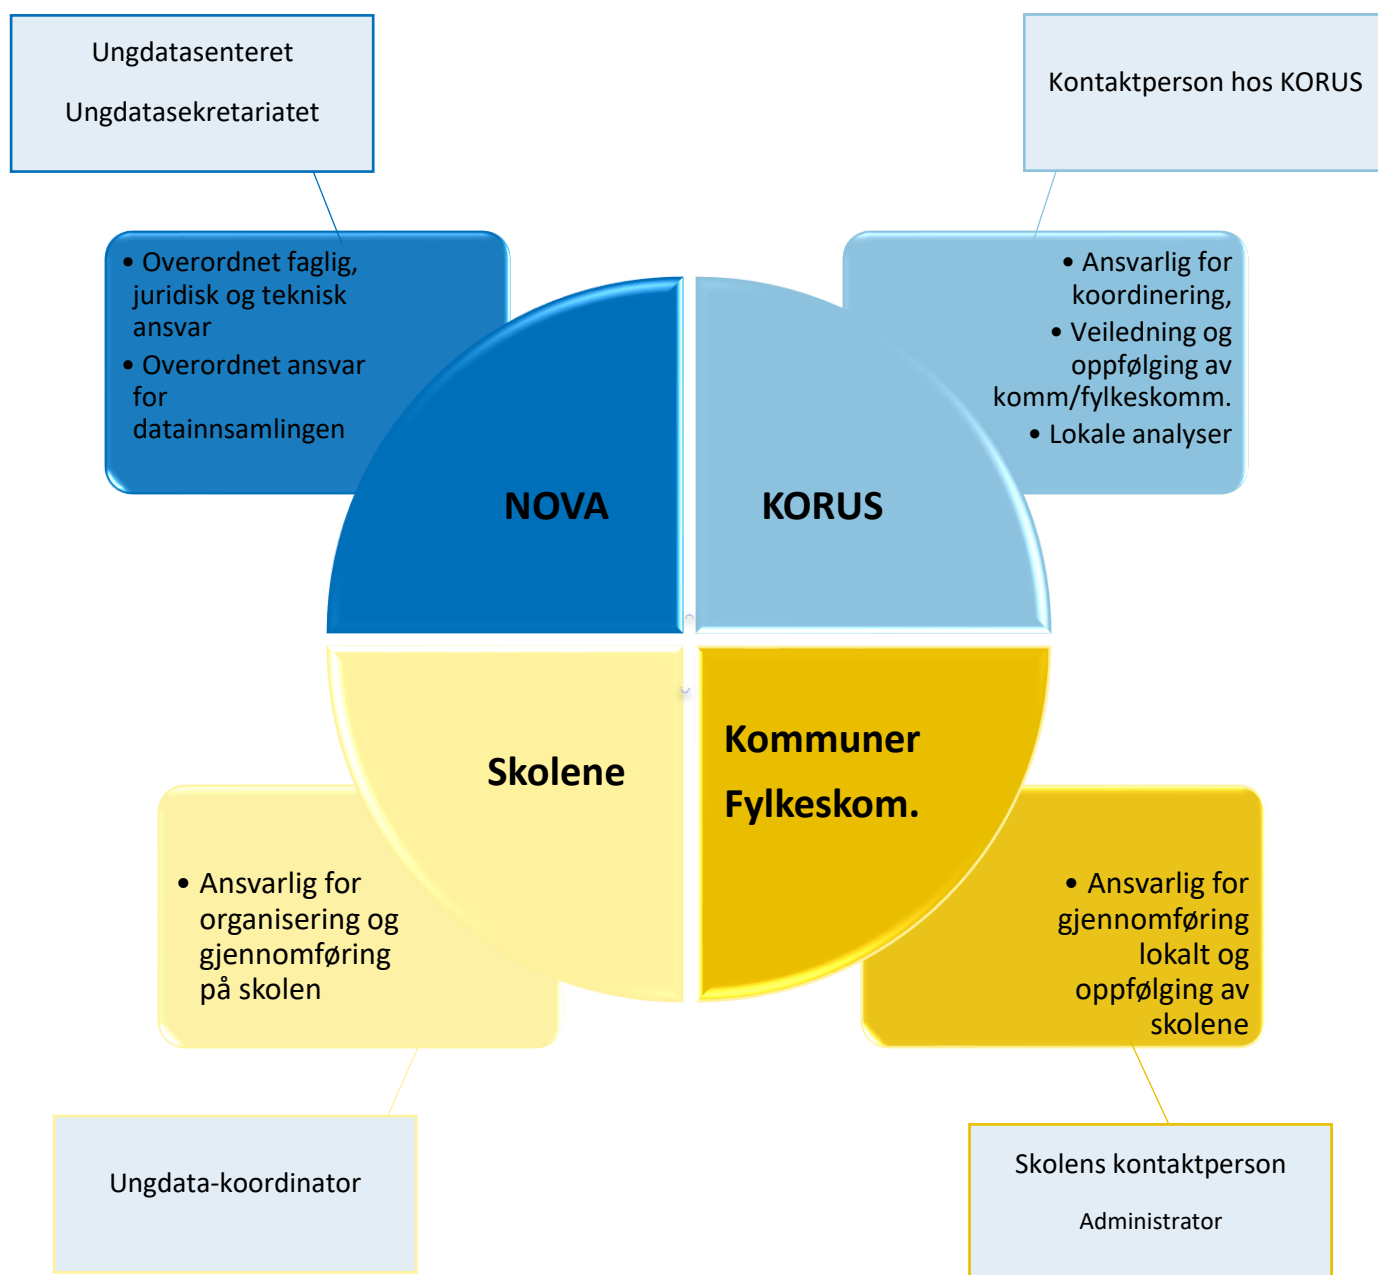 Ungdatasenteret
Ungdatasekretariatet
Kontaktperson hos KORUS
• Overordnet faglig,
juridisk og teknisk
ansvar
• Overordnet ansvar
for
datainnsamlingen
• Ansvarlig for
koordinering,
• Veiledning og
oppfølging av
komm/fylkeskomm.
• Lokale analyser
NOVA
KORUS
Skolene
Kommuner
Fylkeskom.
• Ansvarlig for
organisering og
gjennomføring
på skolen
• Ansvarlig for
gjennomføring
lokalt og
oppfølging av
skolene
Ungdata-koordinator
Skolens kontaktperson
Administrator